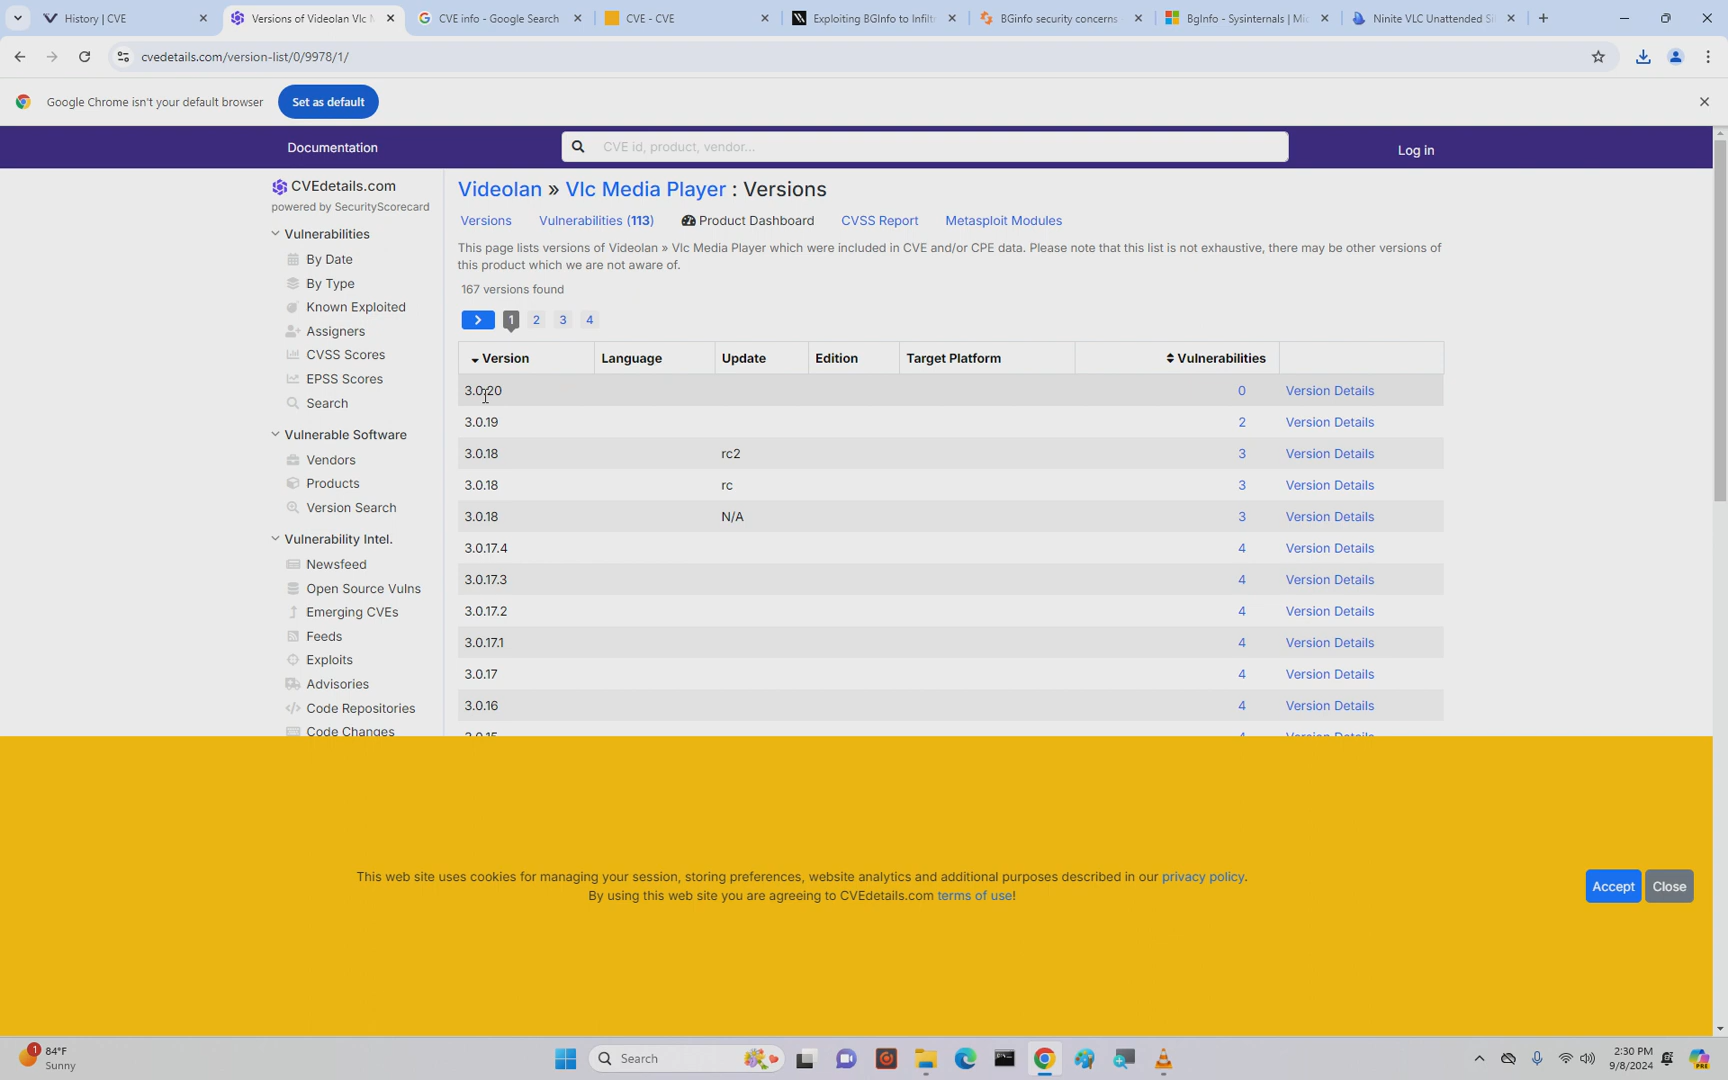 History | CVE
Versions of Videolan Vlc M
CVE info - Google Search
CVE - CVE
Exploiting BGInfo to Infilt
BGinfo security concerns
BgInfo - Sysinternals | Mi
Ninite VLC Unattended S
cvedetails.com/version-list/0/9978/1/
Google Chrome isn't your default browser
Set as default
Documentation
CVE id, product, vendor...
Log in
CVEdetails.com
powered by SecurityScorecard
Vulnerabilities
By Date
By Type
Known Exploited
Assigners
CVSS Scores
EPSS Scores
Search
Vulnerable Software
Vendors
Products
Version Search
Vulnerability Intel.
Newsfeed
Open Source Vulns
Emerging CVEs
Feeds
Exploits
Advisories
Code Repositories
Code Changes
Videolan » Vlc Media Player : Versions
Versions Vulnerabilities (113) Product Dashboard CVSS Report Metasploit Modules
This page lists versions of Videolan » Vlc Media Player which were included in CVE and/or CPE data. Please note that this list is not exhaustive, there may be other versions of
this product which we are not aware of.
167 versions found
1 2 3 4
Version Language Update Edition Target Platform Vulnerabilities
3.0.20 0 Version Details
3.0.19 2 Version Details
3.0.18 rc2 3 Version Details
3.0.18 rc 3 Version Details
3.0.18 N/A 3 Version Details
3.0.17.4 4 Version Details
3.0.17.3 4 Version Details
3.0.17.2 4 Version Details
3.0.17.1 4 Version Details
3.0.17 4 Version Details
3.0.16 4 Version Details
3.0.15 4 Version Details
This web site uses cookies for managing your session, storing preferences, website analytics and additional purposes described in our privacy policy.
By using this web site you are agreeing to CVEdetails.com terms of use!
Accept
Close
1
84°F
Sunny
Search
PRE
2:30 PM
9/8/2024